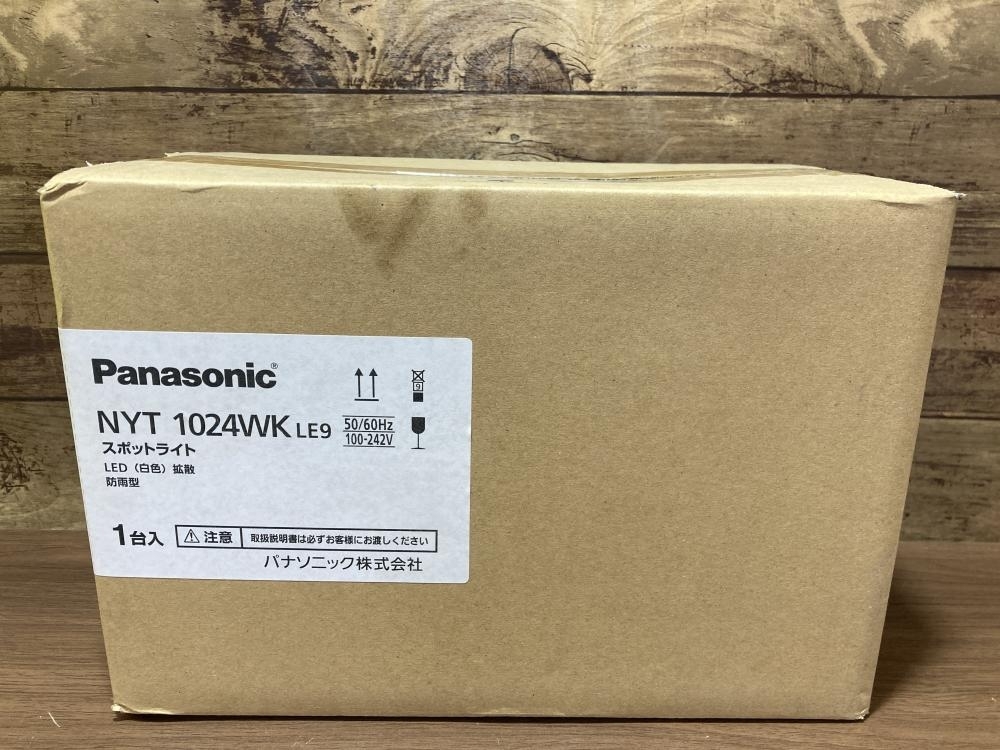 Panasonic®
NYT 1024WK LE9
50/60Hz
100-242V
スポットライト
LED（白色）拡散
防雨型
9
1台入
注意 取扱説明書は必ずお客様にお渡しください
パナソニック株式会社